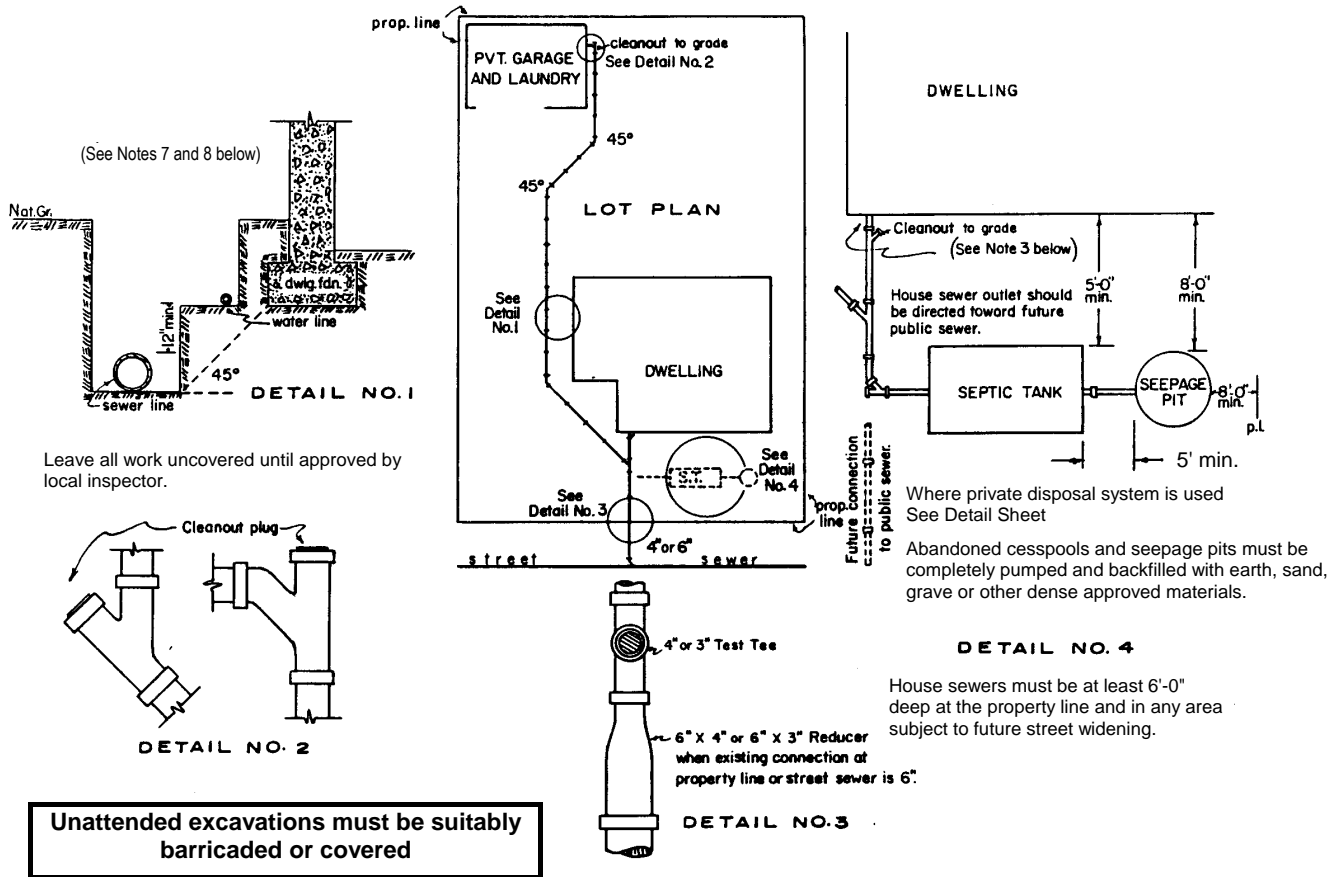 prop. line
PVT. GARAGE
AND LAUNDRY
cleanout to grade
See Detail No. 2
45°
45°
LOT PLAN
See
Detail
No. 1
DWELLING
S.T.
See
Detail
No. 4
See
Detail No. 3
prop.
line
4" or 6"
street sewer
(See Notes 7 and 8 below)
Nat. Gr.
dwlg. fdn.
water line
12" min.
45°
sewer line
DETAIL NO. 1
Leave all work uncovered until approved by
local inspector.
Cleanout plug
DETAIL NO. 2
Unattended excavations must be suitably
barricaded or covered
4" or 3" Test Tee
6" X 4" or 6" X 3" Reducer
when existing connection at
property line or street sewer is 6".
DETAIL NO. 3
DWELLING
Cleanout to grade
(See Note 3 below)
House sewer outlet should
be directed toward future
public sewer.
5'-0"
min.
8'-0"
min.
SEPTIC TANK
SEEPAGE
PIT
8'-0"
min.
p.l.
5' min.
Future connection
to public sewer.
Where private disposal system is used
See Detail Sheet
Abandoned cesspools and seepage pits must be
completely pumped and backfilled with earth, sand,
grave or other dense approved materials.
DETAIL NO. 4
House sewers must be at least 6'-0"
deep at the property line and in any area
subject to future street widening.